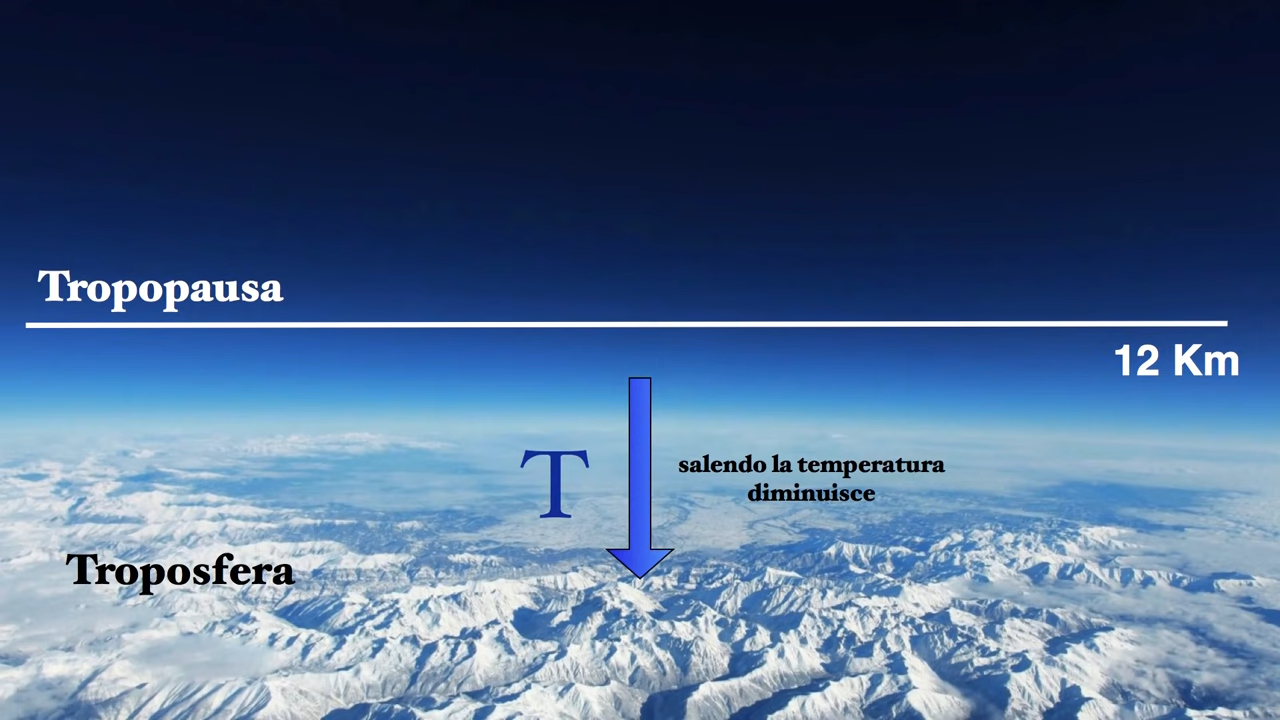 Tropopausa
12 Km
T
salendo la temperatura
diminuisce
Troposfera